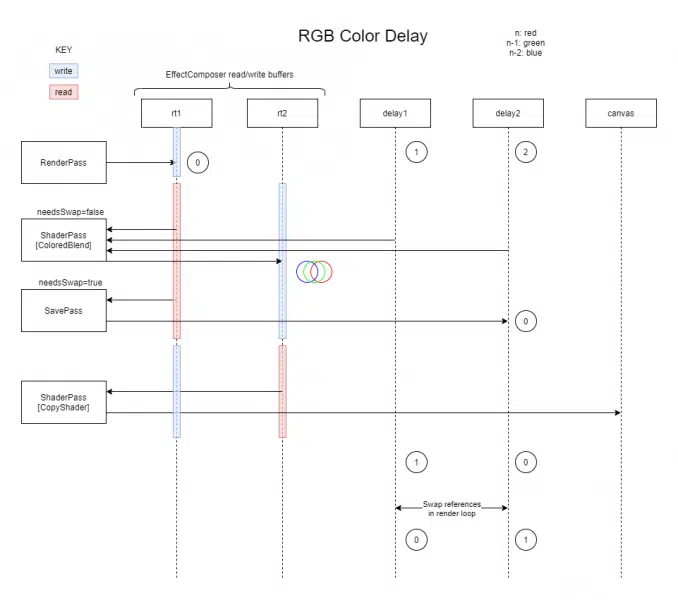 RGB Color Delay
n: red
n-1: green
n-2: blue
KEY
write
read
EffectComposer read/write buffers
rt1
rt2
delay1
delay2
canvas
RenderPass
0
1
2
needsSwap=false
ShaderPass
[ColoredBlend]
needsSwap=true
SavePass
0
ShaderPass
[CopyShader]
1
0
Swap references
in render loop
0
1